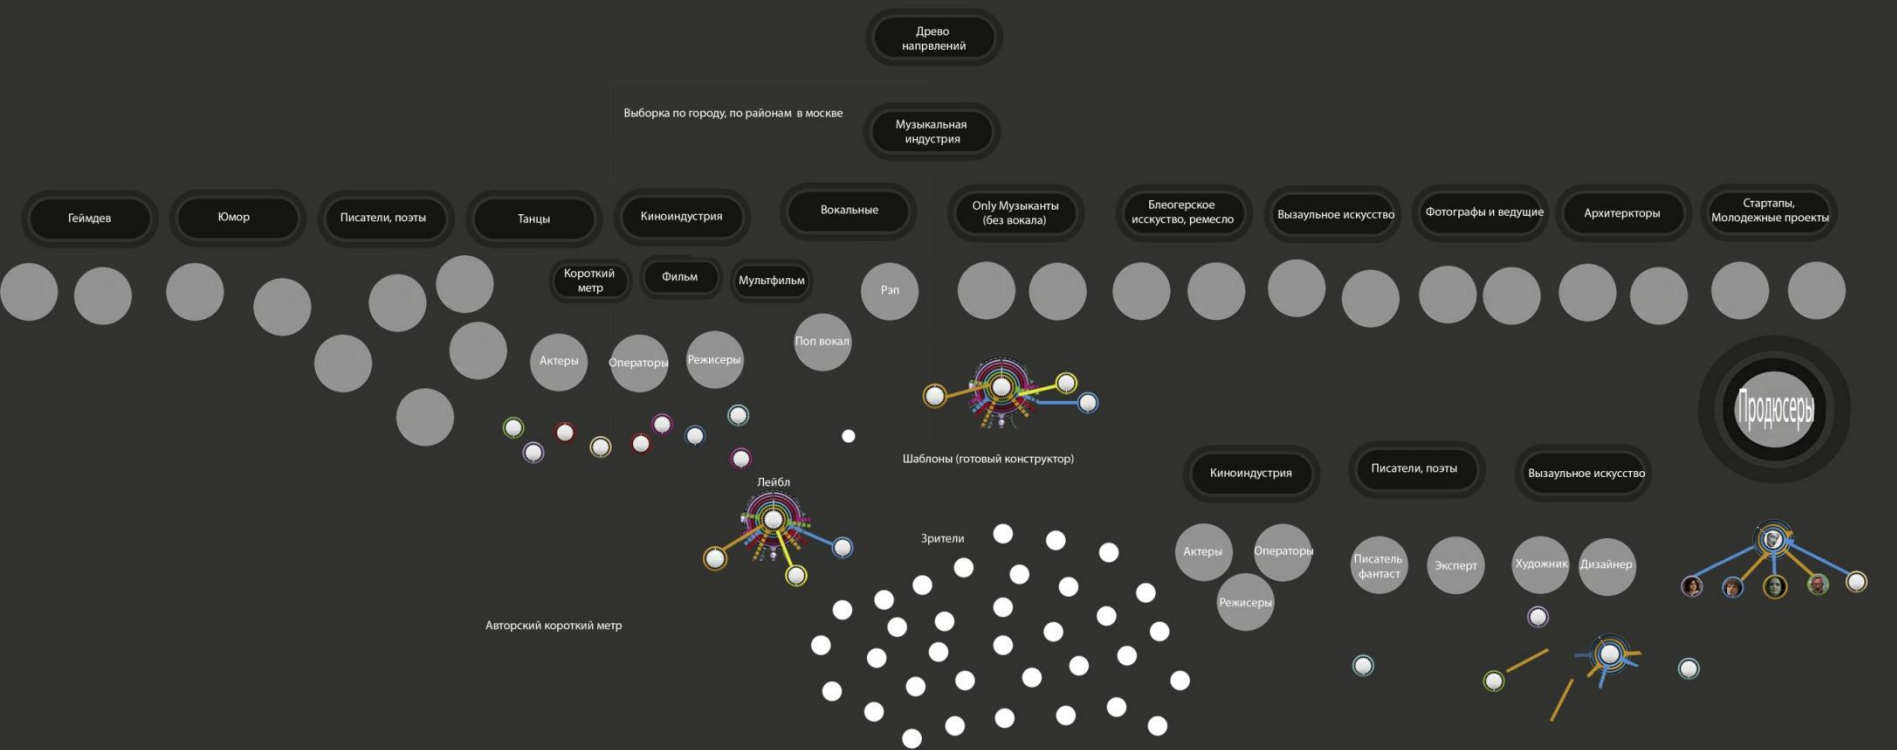 Древо
напрвлений
Выборка по городу, по районам в москве
Музыкальная
индустрия
Геймдев
Юмор
Писатели, поэты
Танцы
Киноиндустрия
Вокальные
Only Музыканты
(без вокала)
Блеогерское
исскуство, ремесло
Вызаульное искусство
Фотографы и ведущие
Архитеркторы
Стартапы,
Молодежные проекты
Короткий
метр
Фильм
Мультфильм
Рэп
Поп вокал
Актеры
Операторы
Режисеры
Продюсеры
Шаблоны (готовый конструктор)
Киноиндустрия
Писатели, поэты
Вызаульное искусство
Лейбл
Зрители
Актеры
Операторы
Режисеры
Писатель
фантаст
Эксперт
Художник
Дизайнер
Авторский короткий метр